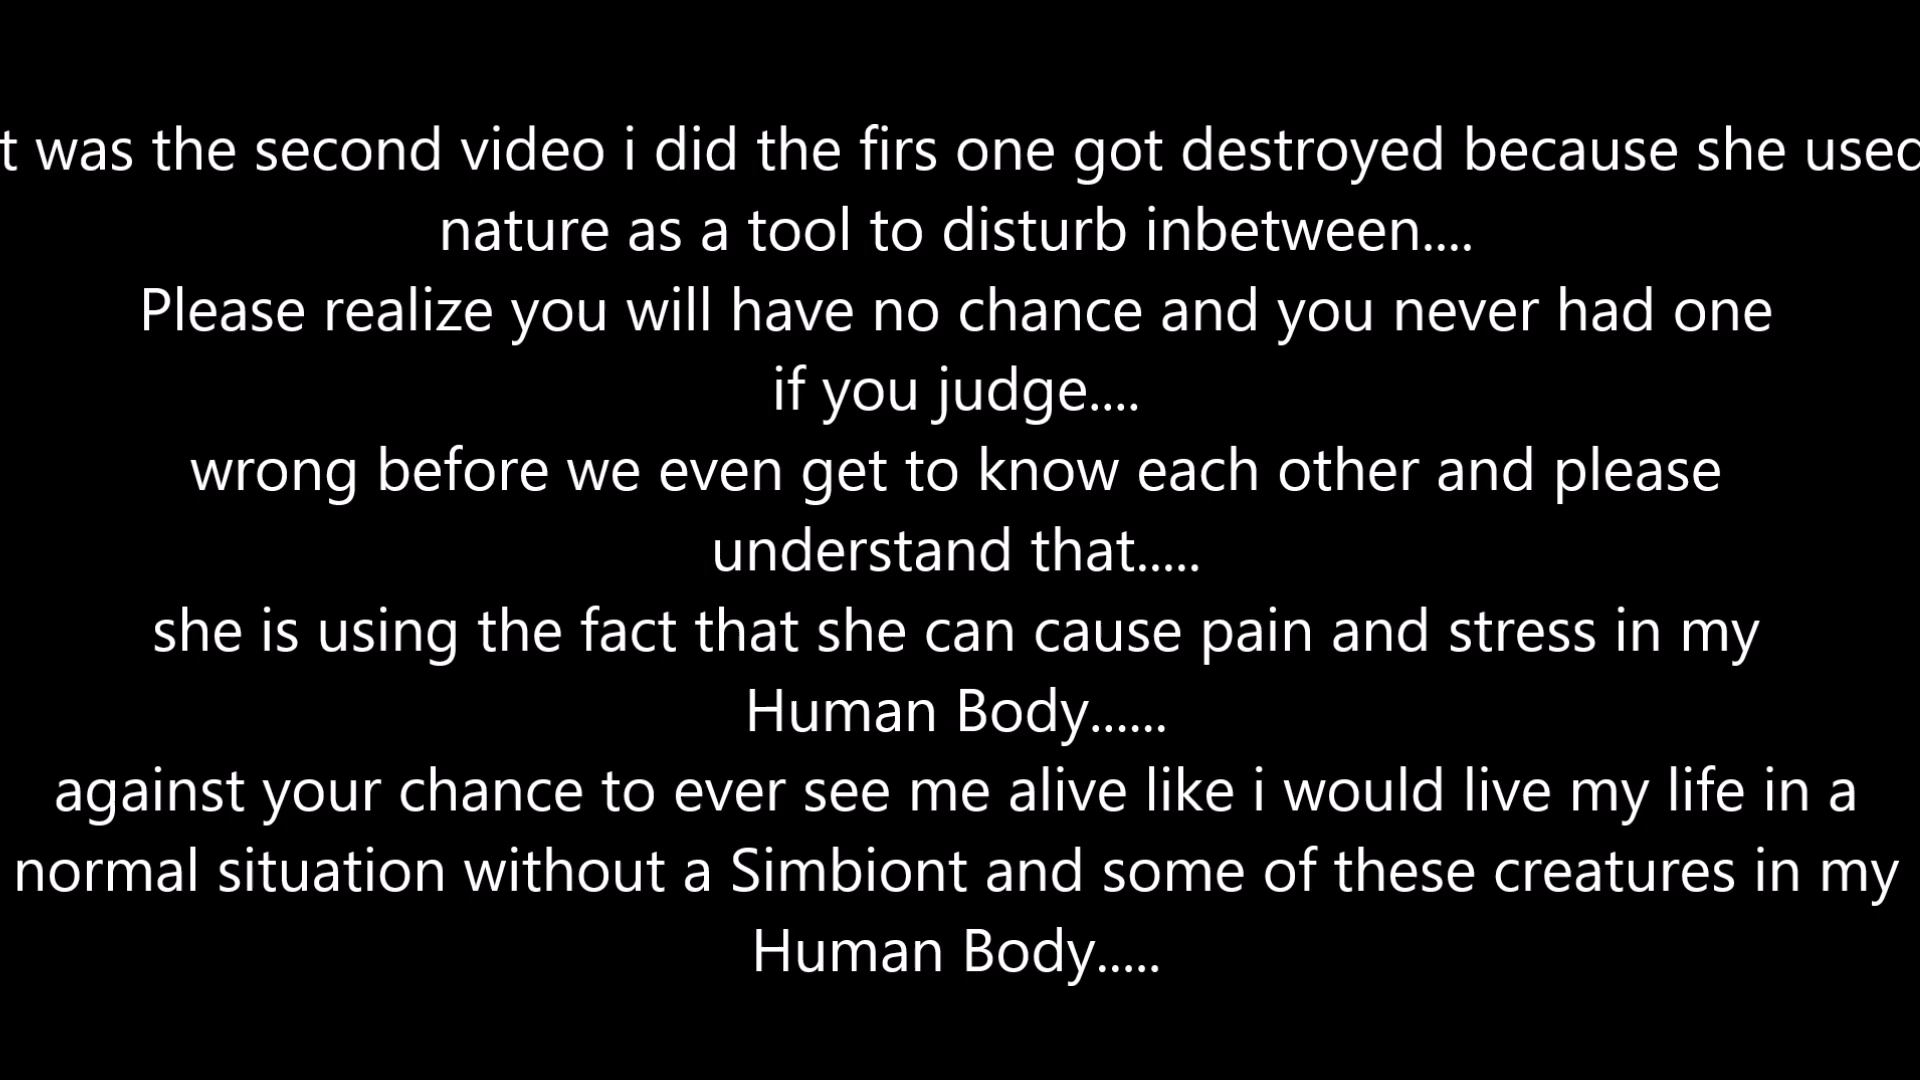 t was the second video i did the firs one got destroyed because she used
nature as a tool to disturb inbetween....
Please realize you will have no chance and you never had one
if you judge....
wrong before we even get to know each other and please
understand that.....
she is using the fact that she can cause pain and stress in my
Human Body......
against your chance to ever see me alive like i would live my life in a
normal situation without a Simbiont and some of these creatures in my
Human Body.....